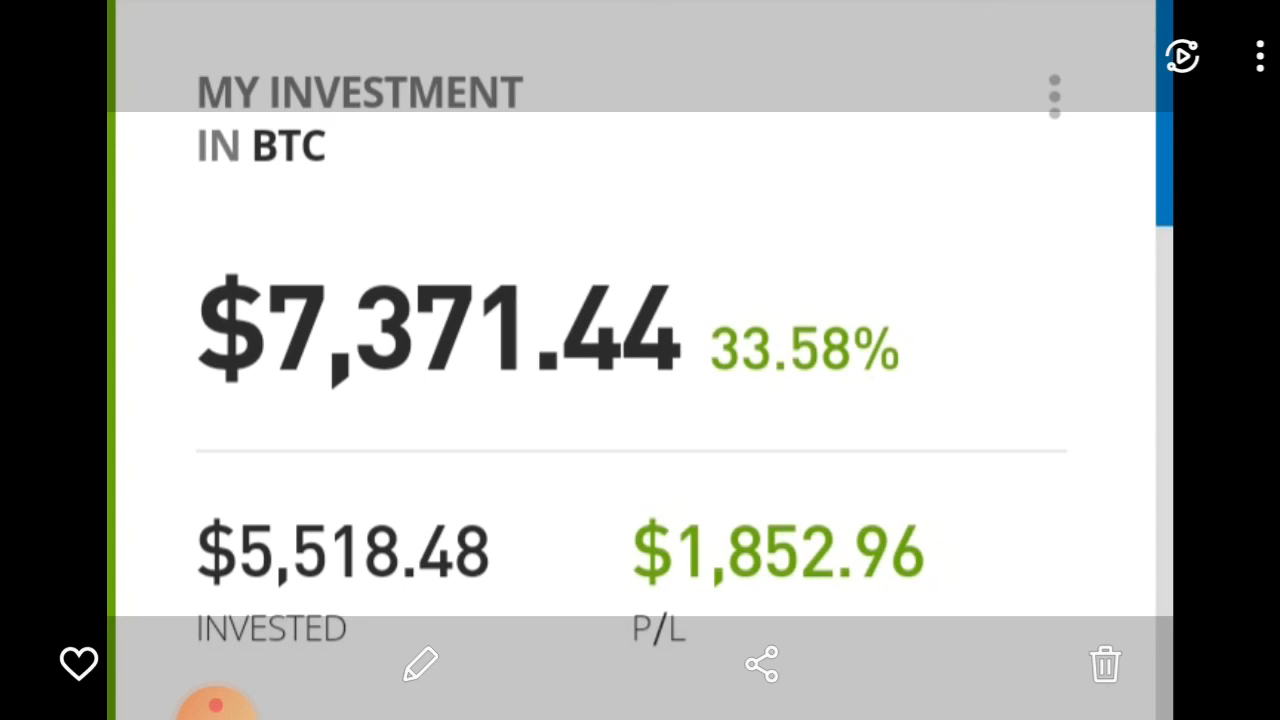 MY INVESTMENT
IN BTC
$7,371.44 33.58%
$5,518.48 $1,852.96
INVESTED P/L